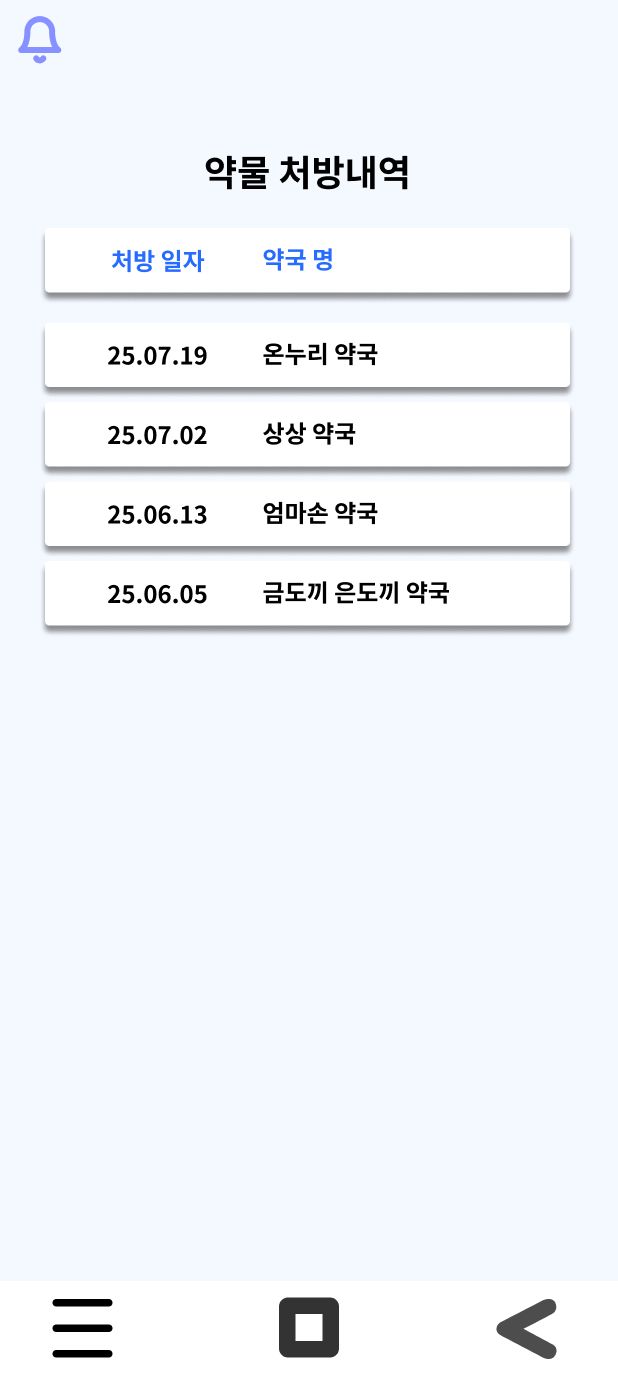 약물 처방내역
처방 일자 약국 명
25.07.19 온누리 약국
25.07.02 상상 약국
25.06.13 엄마손 약국
25.06.05 금도끼 은도끼 약국